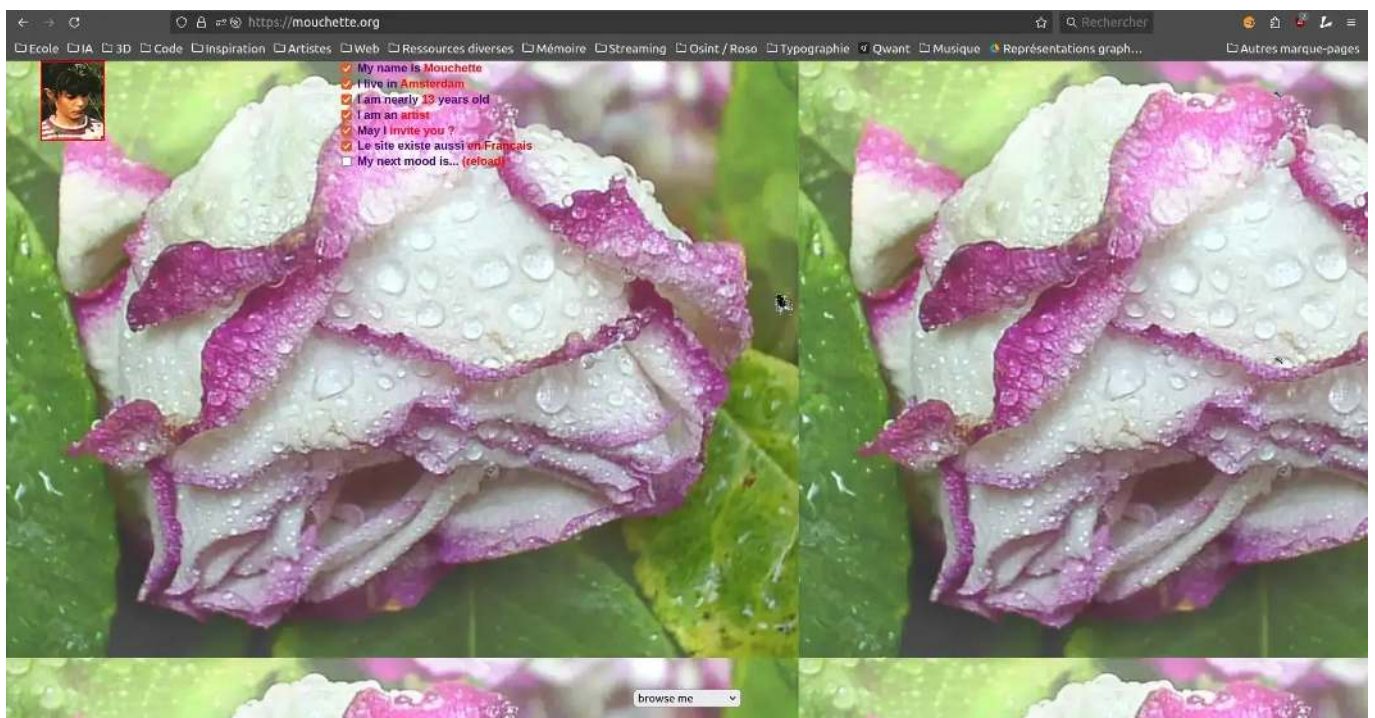 https://mouchette.org
Rechercher
Ecole IA 3D Code Inspiration Artistes Web Ressources diverses Mémoire Streaming Osint / Roso Typographie Qwant Musique Représentations graph... Autres marque-pages
My name is Mouchette
I live in Amsterdam
I am nearly 13 years old
I am an artist
May I invite you ?
Le site existe aussi en Français
My next mood is... (reload)
browse me